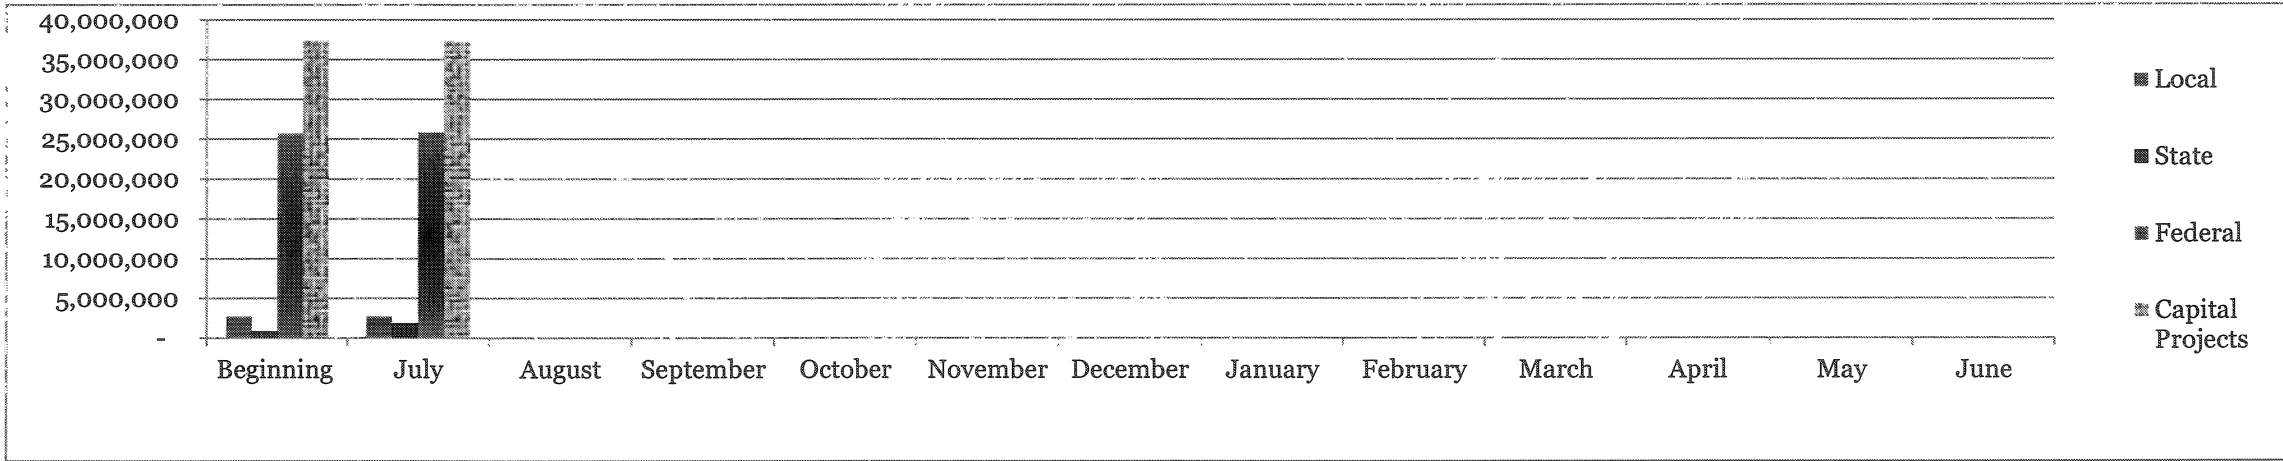 40,000,000
35,000,000
30,000,000
25,000,000
20,000,000
15,000,000
10,000,000
5,000,000
-
Beginning July August September October November December January February March April May June
Local
State
Federal
Capital
Projects